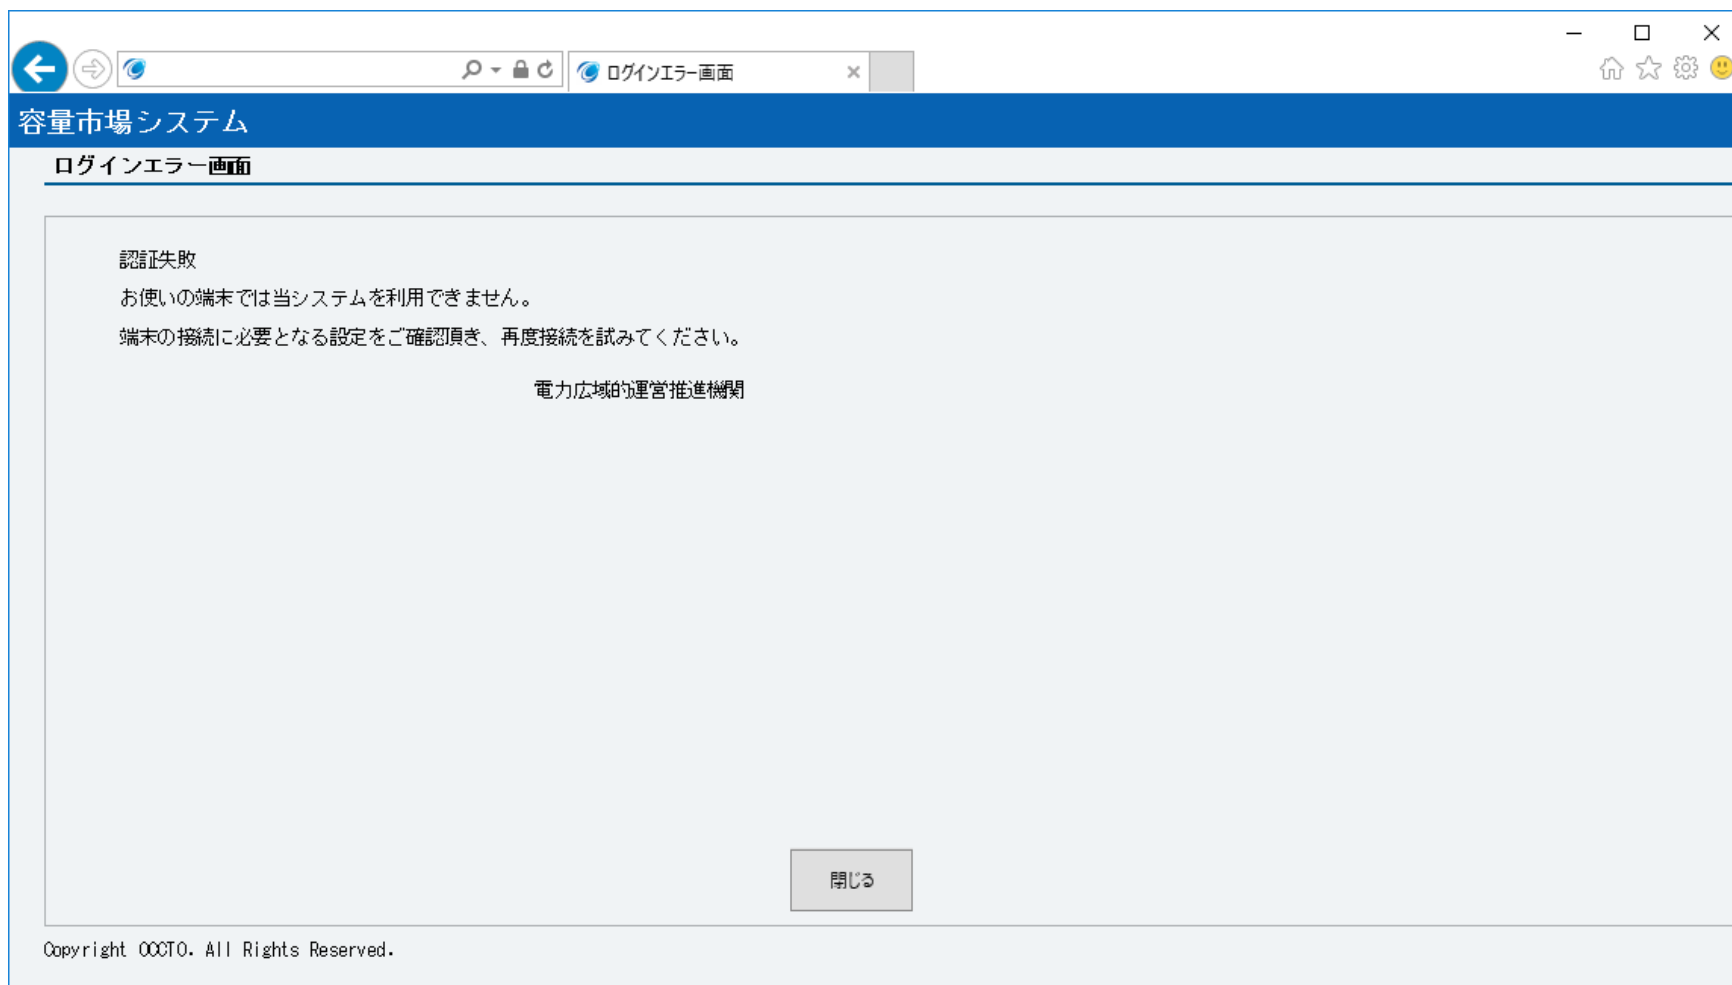 ログインエラー画面
容量市場システム
ログインエラー画面
認証失敗
お使いの端末では当システムを利用できません。
端末の接続に必要となる設定をご確認頂き、再度接続を試みてください。
電力広域的運営推進機関
閉じる
Copyright OCCTO. All Rights Reserved.